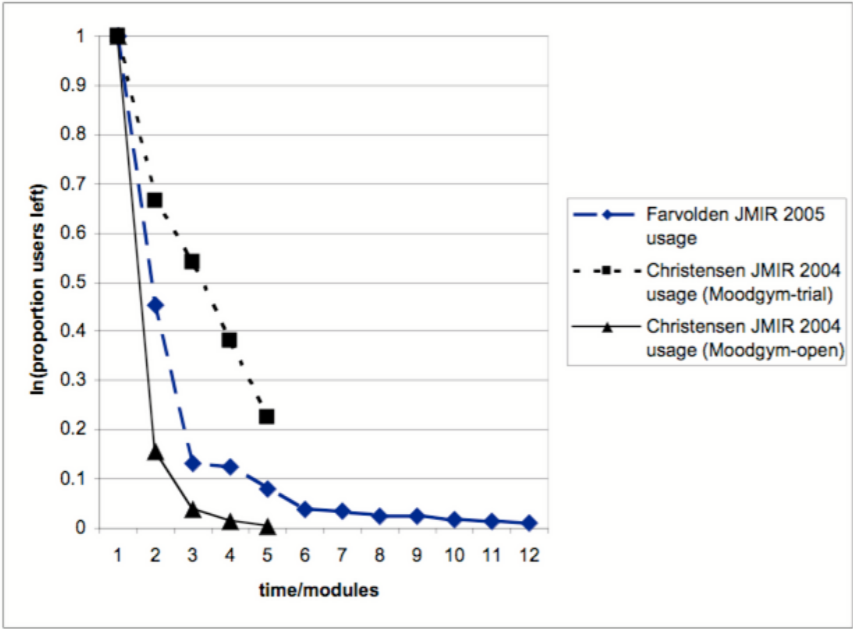 1
0.9
0.8
0.7
0.6
0.5
0.4
0.3
0.2
0.1
0
ln(proportion users left)
1 2 3 4 5 6 7 8 9 10 11 12
time/modules
Farvolden JMIR 2005
usage
Christensen JMIR 2004
usage (Moodgym-trial)
Christensen JMIR 2004
usage (Moodgym-open)